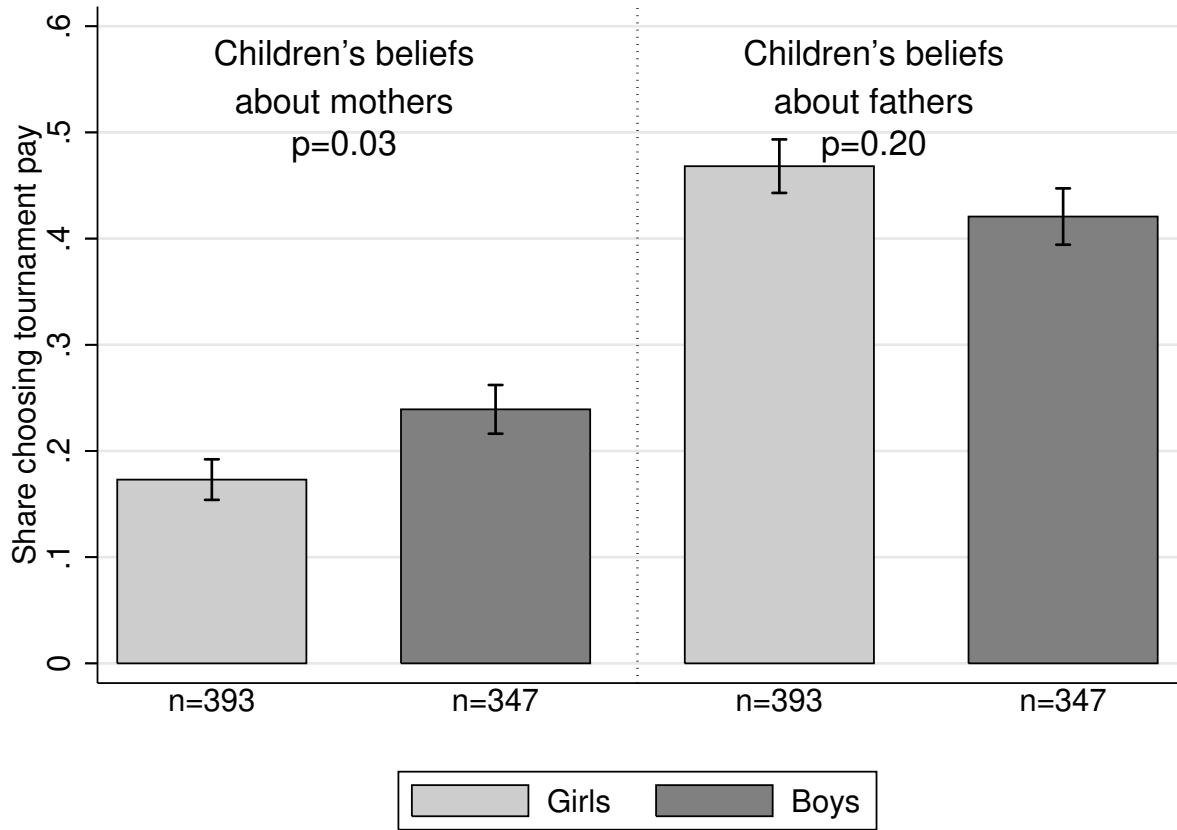 Share choosing tournament pay
.6
.5
.4
.3
.2
.1
0
Children's beliefs
about mothers
p=0.03
Children's beliefs
about fathers
p=0.20
n=393
n=347
n=393
n=347
Girls
Boys